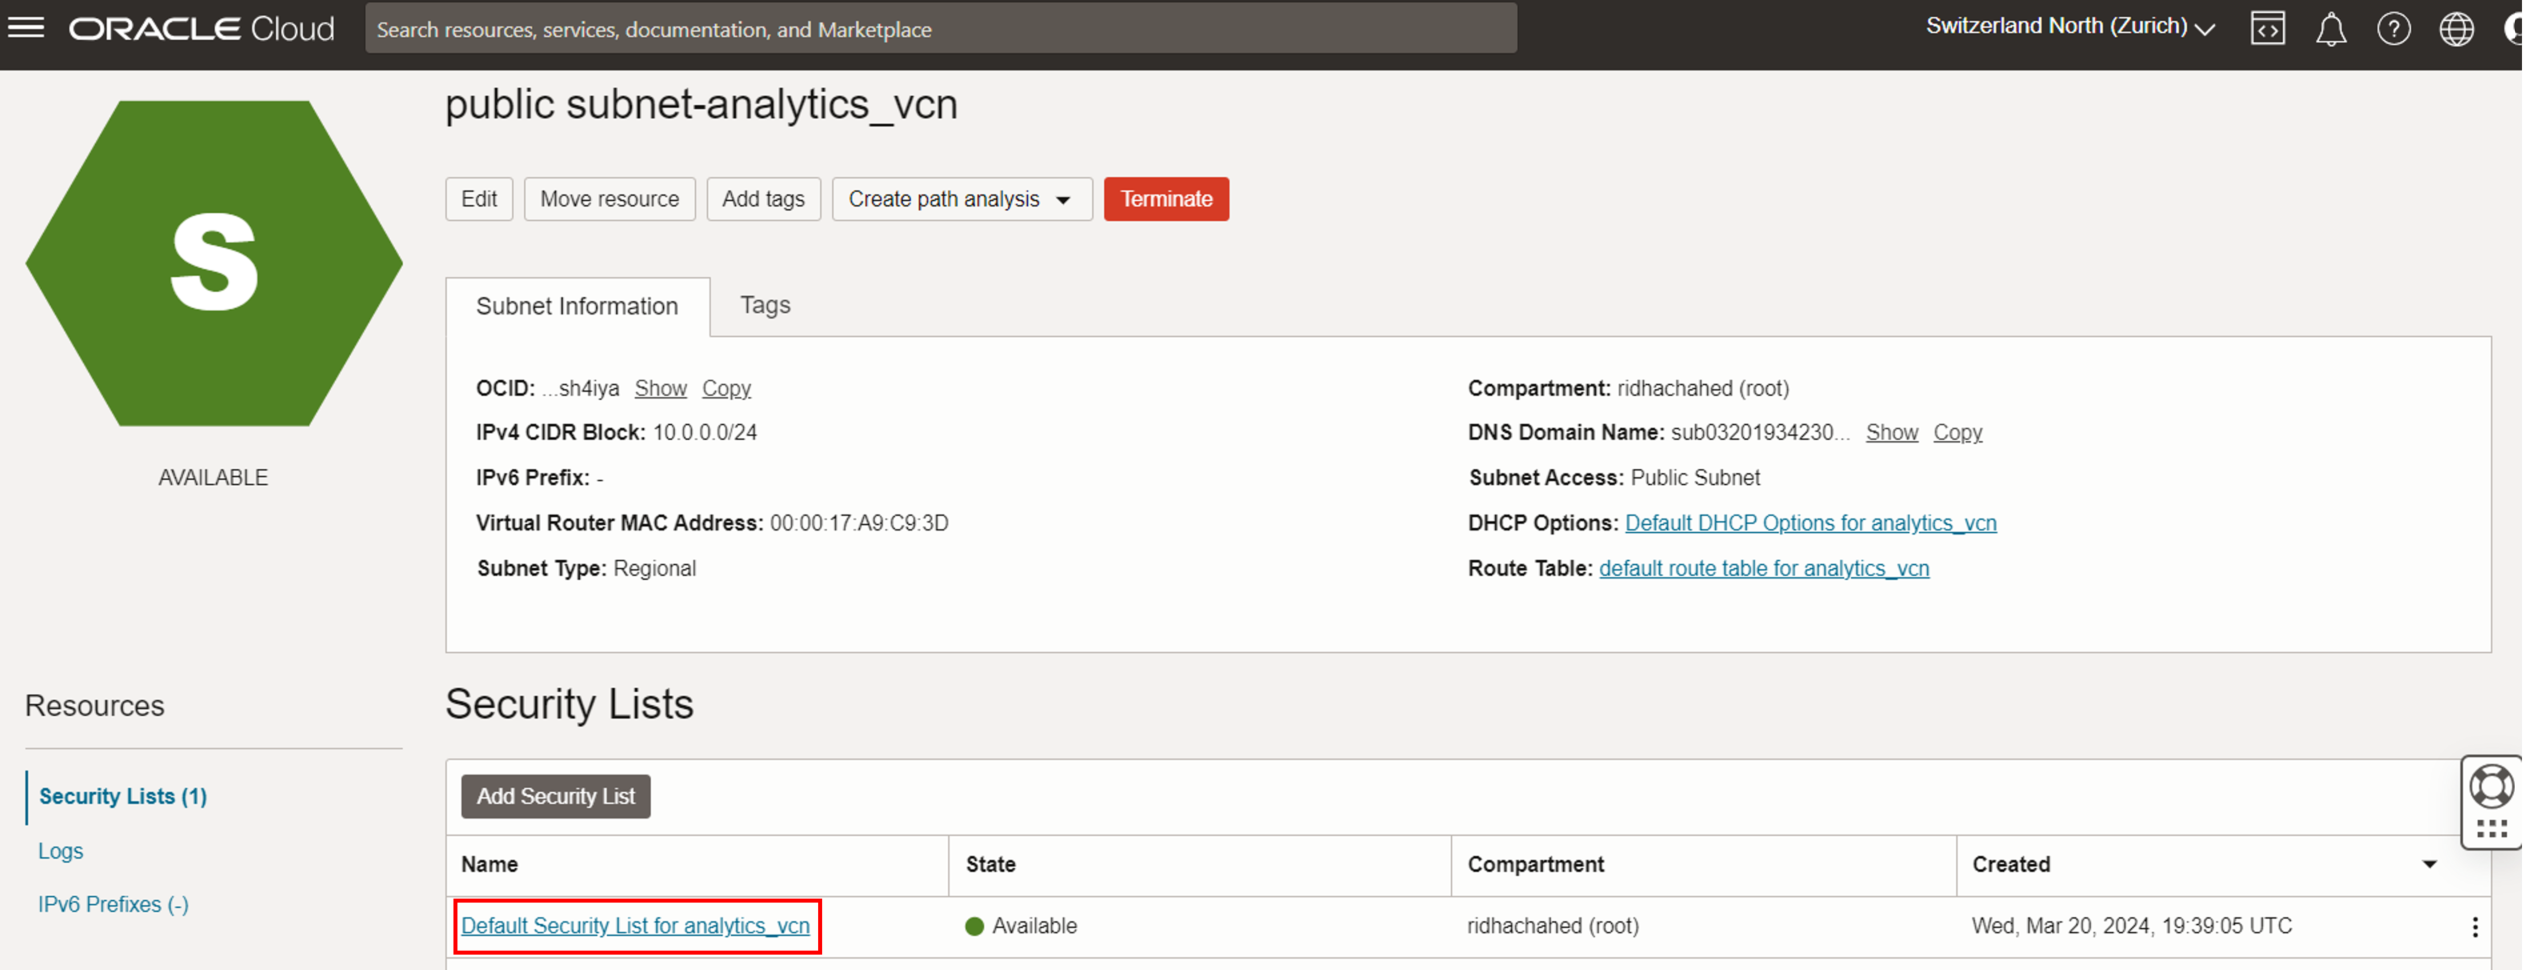 ORACLE Cloud
Search resources, services, documentation, and Marketplace
Switzerland North (Zurich)
S
AVAILABLE
public subnet-analytics_vcn
Edit
Move resource
Add tags
Create path analysis
Terminate
Subnet Information
Tags
OCID: ...sh4iya Show Copy
IPv4 CIDR Block: 10.0.0.0/24
IPv6 Prefix: -
Virtual Router MAC Address: 00:00:17:A9:C9:3D
Subnet Type: Regional
Compartment: ridhachahed (root)
DNS Domain Name: sub03201934230... Show Copy
Subnet Access: Public Subnet
DHCP Options: Default DHCP Options for analytics_vcn
Route Table: default route table for analytics_vcn
Resources
Security Lists (1)
Logs
IPv6 Prefixes (-)
Security Lists
Add Security List
Name State Compartment Created
Default Security List for analytics_vcn Available ridhachahed (root) Wed, Mar 20, 2024, 19:39:05 UTC